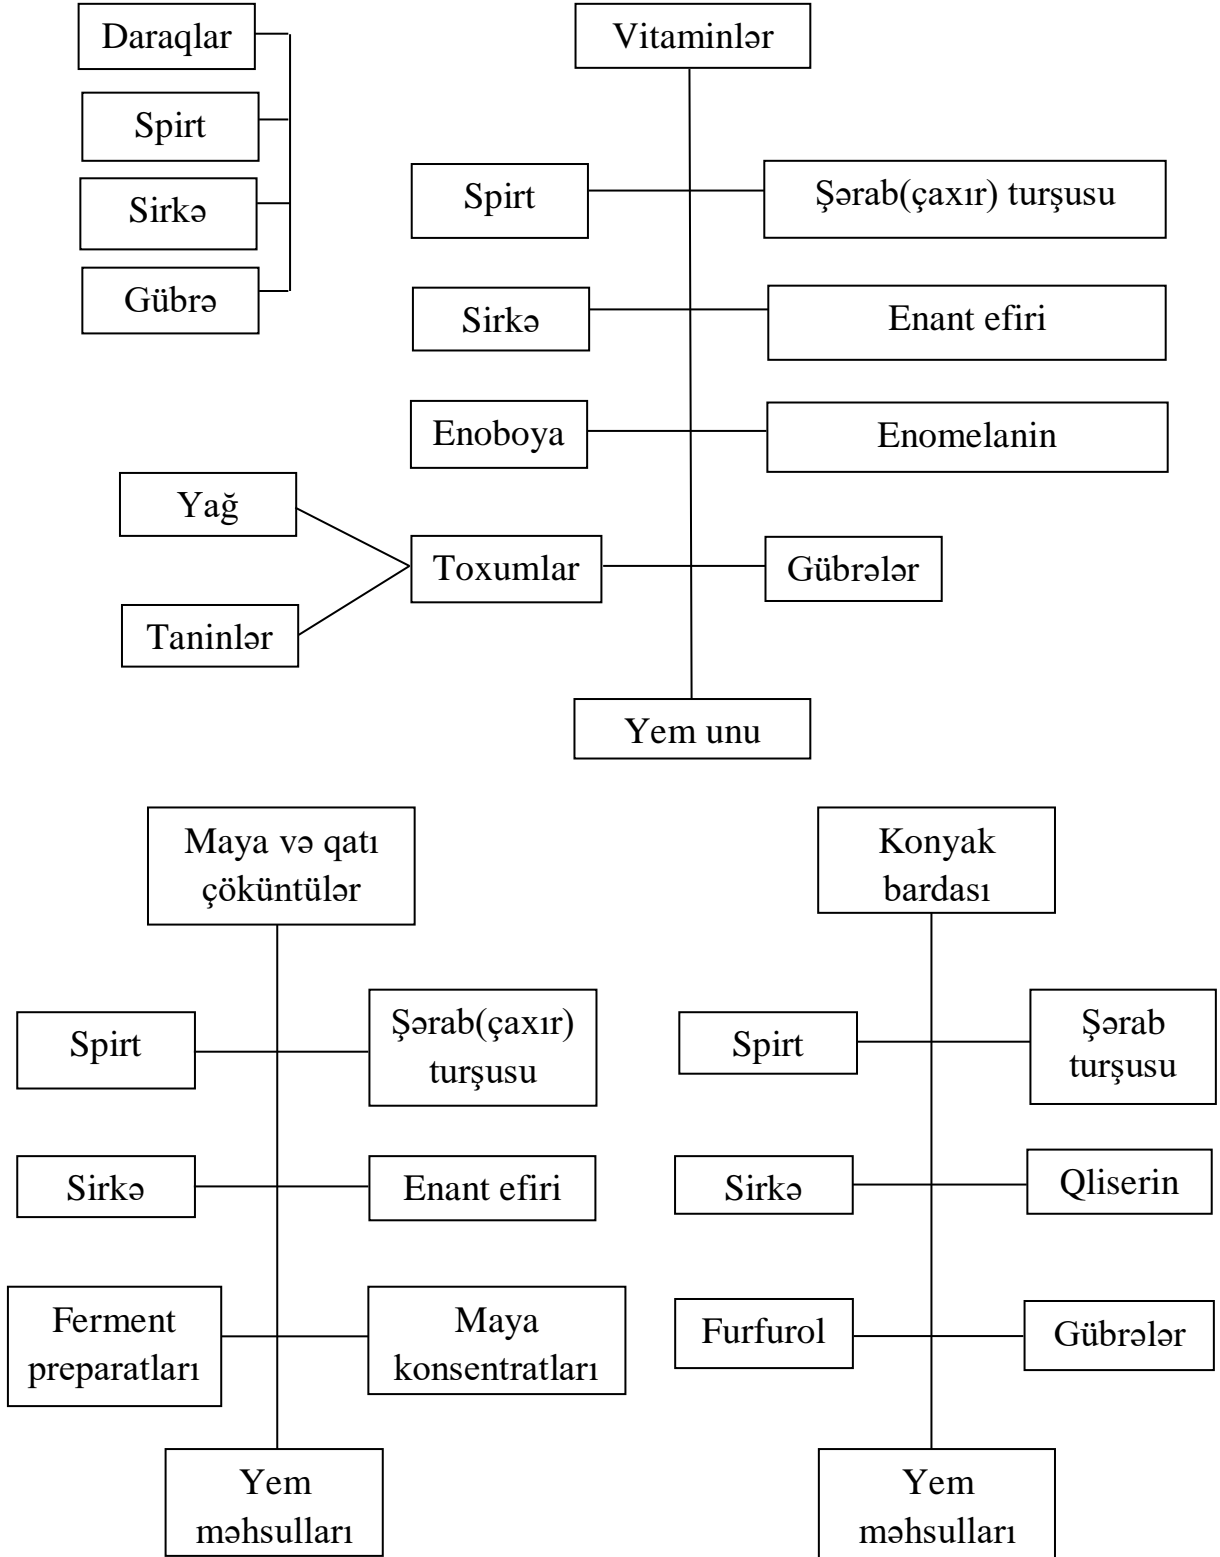 Daraqlar
Spirt
Sirkə
Gübrə
Vitaminlər
Spirt
Şərab(çaxır) turşusu
Sirkə
Enant efiri
Enoboya
Enomelanin
Yağ
Taninlər
Toxumlar
Gübrələr
Yem unu
Maya və qatı
çöküntülər
Spirt
Şərab(çaxır)
turşusu
Sirkə
Enant efiri
Ferment
preparatları
Maya
konsentratları
Yem
məhsulları
Konyak
bardası
Spirt
Şərab
turşusu
Sirkə
Qliserin
Furfurol
Gübrələr
Yem
məhsulları